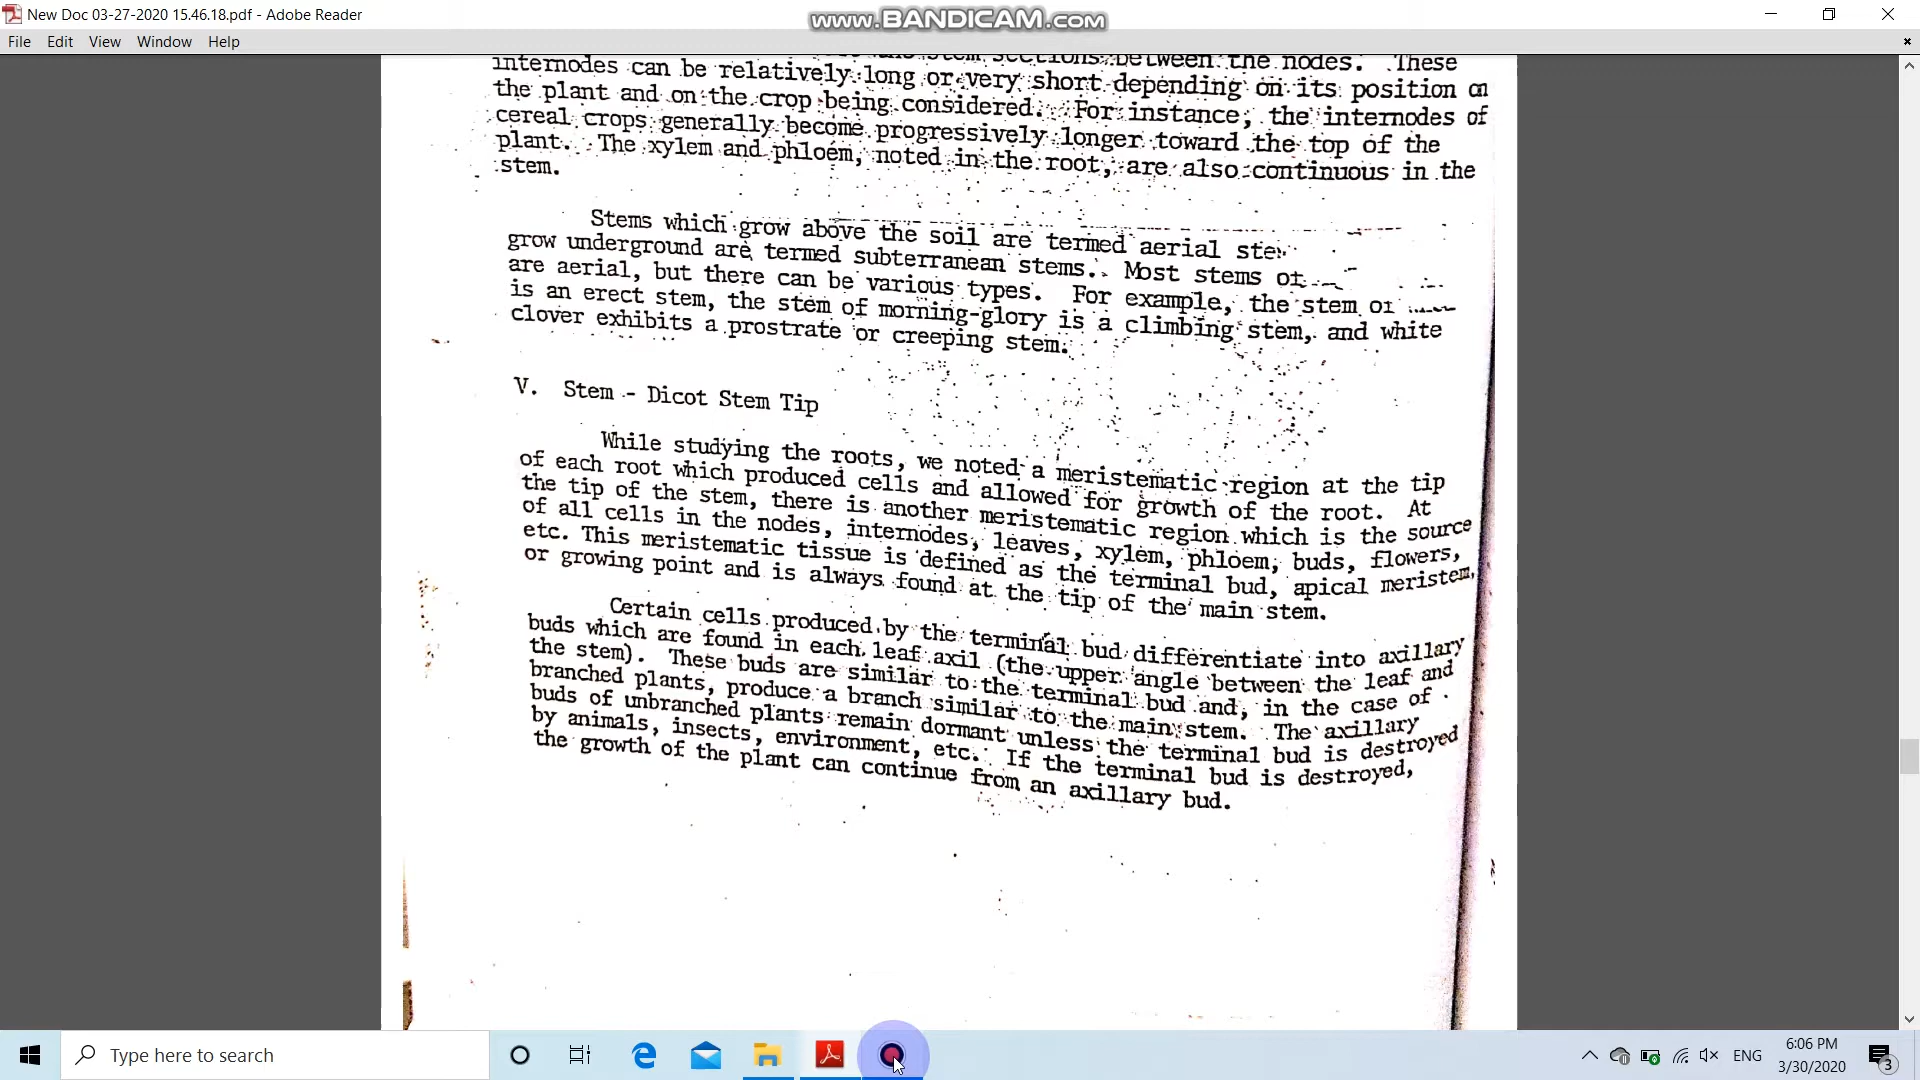 New Doc 03-27-2020 15.46.18.pdf - Adobe Reader
www.BANDICAM.com
File Edit View Window Help
between the nodes. These
internodes can be relatively long or very short depending on its position on
the plant and on the crop being considered. For instance, the internodes of
cereal crops generally become progressively longer toward the top of the
plant. The xylem and phloem, noted in the root, are also continuous in the
stem.
Stems which grow above the soil are termed aerial
grow underground are termed subterranean stems. Most stems
are aerial, but there can be various types. For example, the stem
is an erect stem, the stem of morning-glory is a climbing stem, and white
clover exhibits a prostrate or creeping stem.
V. Stem - Dicot Stem Tip
While studying the roots, we noted a meristematic region at the tip
of each root which produced cells and allowed for growth of the root. At
the tip of the stem, there is another meristematic region which is the source
of all cells in the nodes, internodes, leaves, xylem, phloem, buds, flowers,
etc. This meristematic tissue is defined as the terminal bud, apical meristem,
or growing point and is always found at the tip of the main stem.
Certain cells produced by the terminal bud differentiate into axillary
buds which are found in each leaf axil (the upper angle between the leaf and
the stem). These buds are similar to the terminal bud and, in the case of
branched plants, produce a branch similar to the main stem. The axillary
buds of unbranched plants remain dormant unless the terminal bud is destroyed
by animals, insects, environment, etc. If the terminal bud is destroyed,
the growth of the plant can continue from an axillary bud.
Type here to search
ENG
6:06 PM
3/30/2020
3